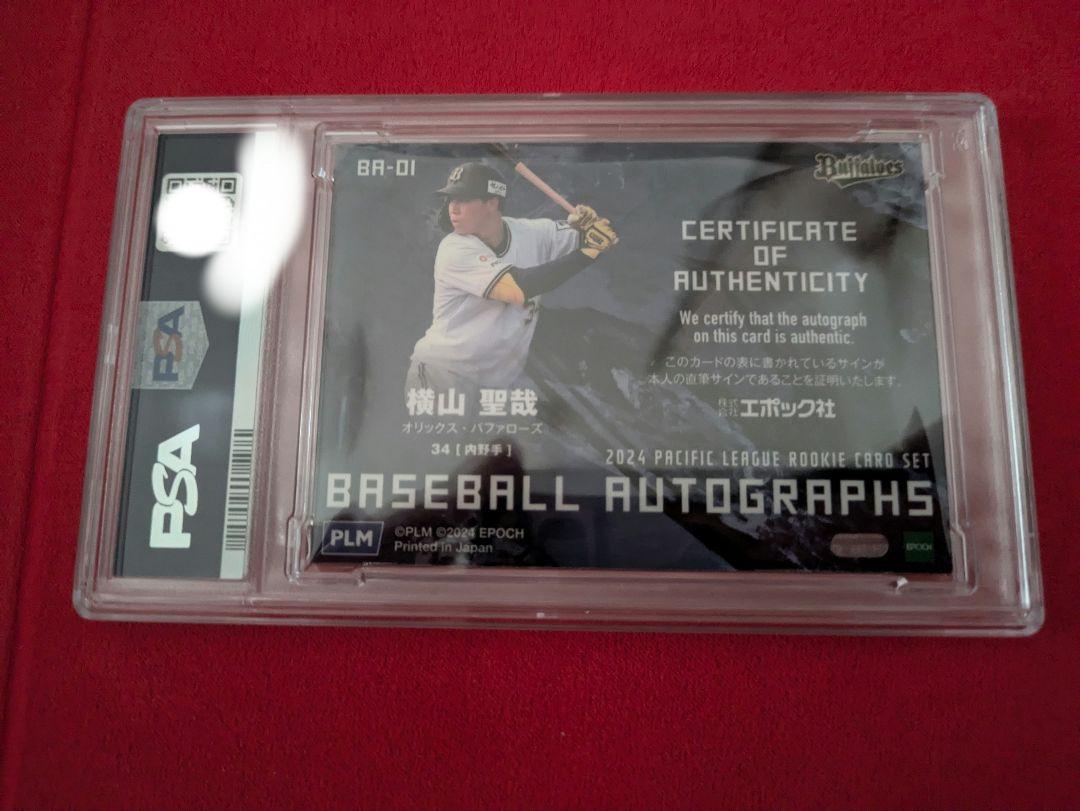 PSA
PSA
BA-01
Buffaloes
CERTIFICATE
OF
AUTHENTICITY
We certify that the autograph
on this card is authentic.
このカードの表に書かれているサインが
本人の直筆サインであることを証明いたします。
株式会社エポック社
横山 聖哉
オリックス・バファローズ
34 [ 内野手 ]
2024 PACIFIC LEAGUE ROOKIE CARD SET
BASEBALL AUTOGRAPHS
PLM
©PLM ©2024 EPOCH
Printed in Japan
EPOCH